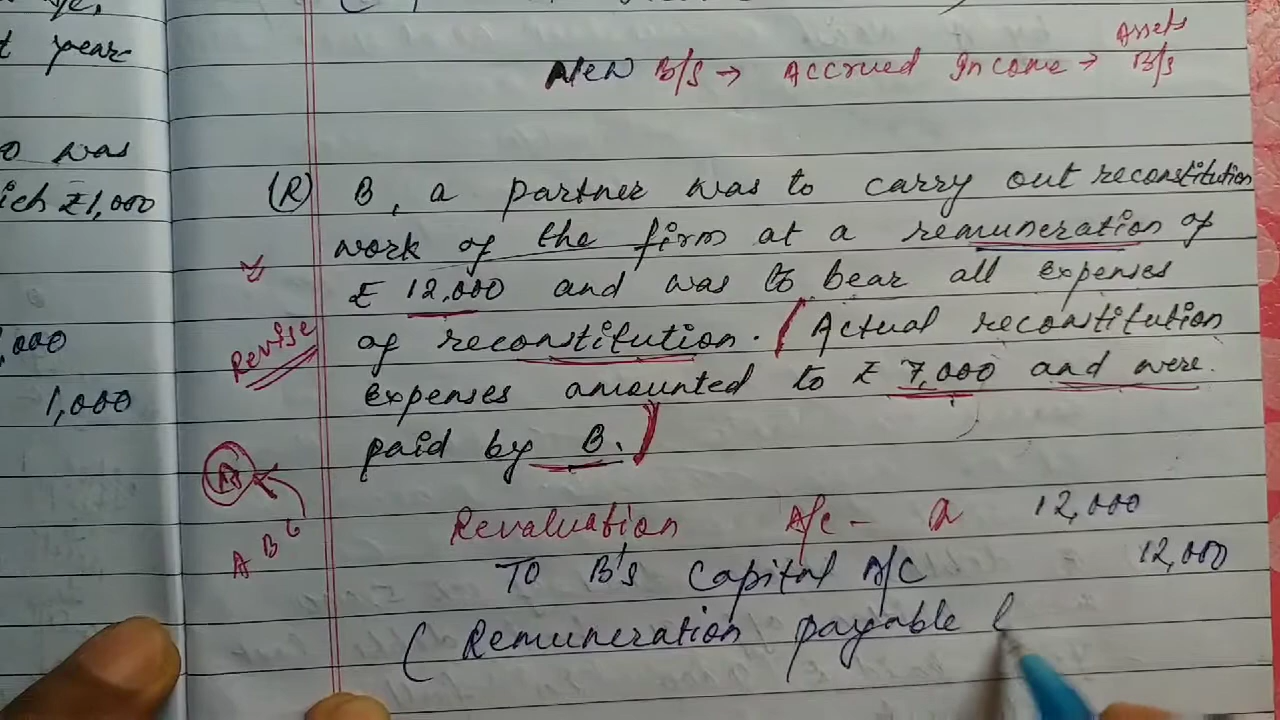 year
Assets
New B/S → Accrued Income → B/S
was
₹1,000
(R) B, a partner was to carry out reconstitution
work of the firm at a remuneration of
₹ 12,000 and was to bear all expenses
Revise
of reconstitution. Actual reconstitution
,000
expenses amounted to ₹ 7,000 and were
1,000
paid by B.
A B C
Revaluation A/c - Dr 12,000
To B's Capital A/C 12,000
( Remuneration payable